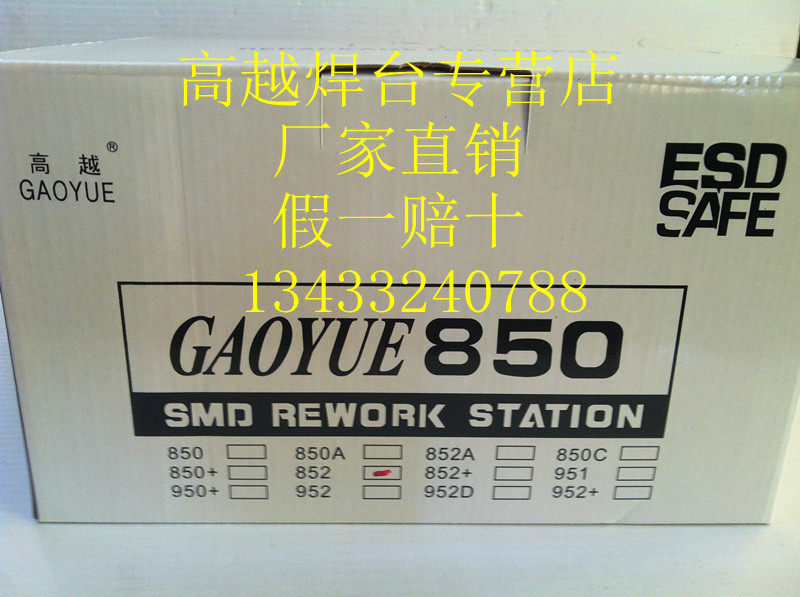 高越焊台专营店
厂家直销
假一赔十
13433240788
高越®
GAOYUE
ESD
SAFE
GAOYUE 850
SMD REWORK STATION
850 850A 852A 850C
850+ 852 852+ 951
950+ 952 952D 952+